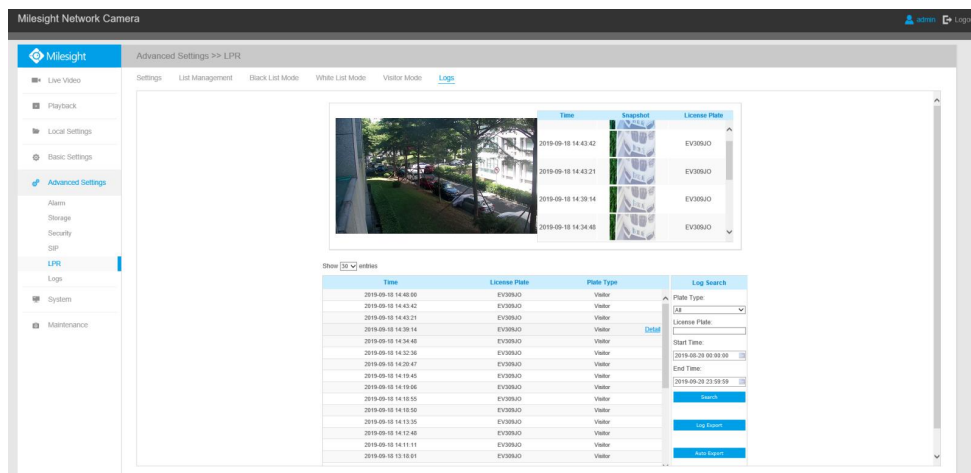 Milesight Network Camera
admin Logo
Milesight
Live Video
Playback
Local Settings
Basic Settings
Advanced Settings
Alarm
Storage
Security
SIP
LPR
Logs
System
Maintenance
Advanced Settings >> LPR
Settings List Management Black List Mode White List Mode Visitor Mode Logs
Time Snapshot License Plate
2019-09-18 14:43:42 EV309JO
2019-09-18 14:43:21 EV309JO
2019-09-18 14:39:14 EV309JO
2019-09-18 14:34:48 EV309JO
Show 30 entries
Time License Plate Plate Type
2019-09-18 14:48:00 EV309JO Visitor
2019-09-18 14:43:42 EV309JO Visitor
2019-09-18 14:43:21 EV309JO Visitor
2019-09-18 14:39:14 EV309JO Visitor Detail
2019-09-18 14:34:48 EV309JO Visitor
2019-09-18 14:32:36 EV309JO Visitor
2019-09-18 14:20:47 EV309JO Visitor
2019-09-18 14:19:45 EV309JO Visitor
2019-09-18 14:19:06 EV309JO Visitor
2019-09-18 14:18:55 EV309JO Visitor
2019-09-18 14:18:50 EV309JO Visitor
2019-09-18 14:13:35 EV309JO Visitor
2019-09-18 14:12:48 EV309JO Visitor
2019-09-18 14:11:11 EV309JO Visitor
2019-09-18 13:18:01 EV309JO Visitor
Log Search
Plate Type:
All
License Plate:
Start Time:
2019-08-20 00:00:00
End Time:
2019-09-20 23:59:59
Search
Log Export
Auto Export